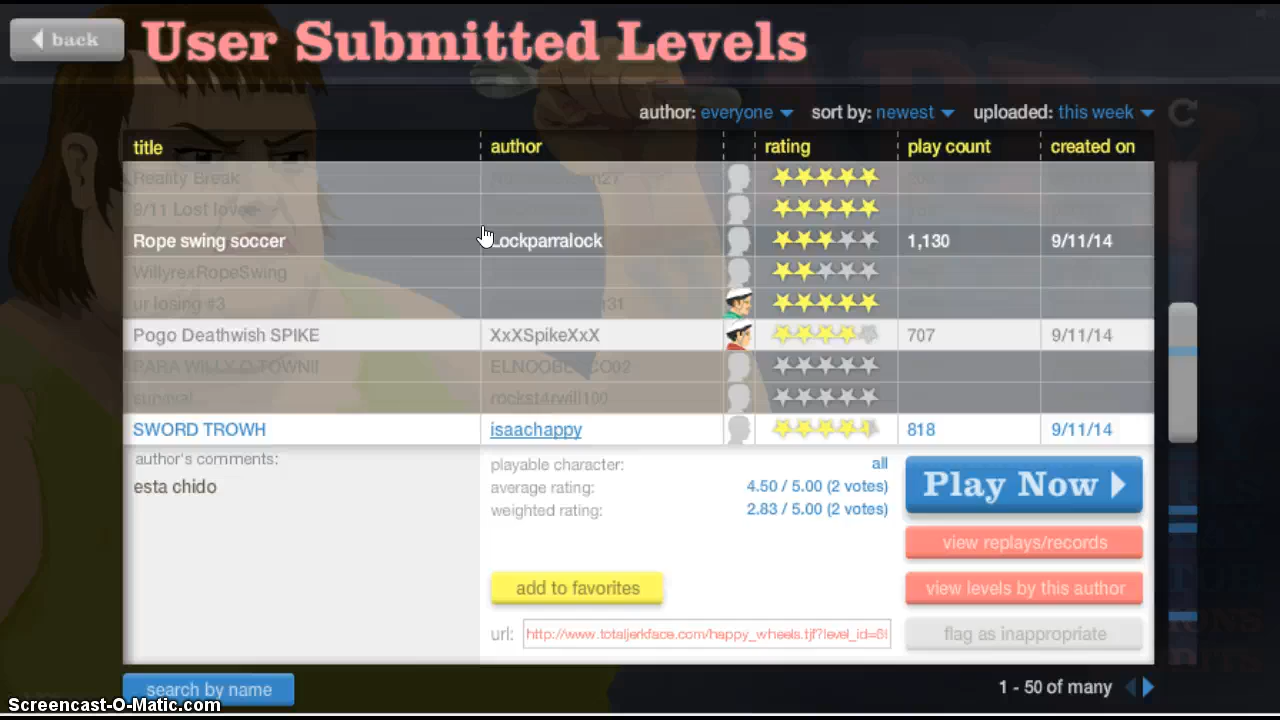 back
User Submitted Levels
author: everyone sort by: newest uploaded: this week
title author rating play count created on
Reality Break
9/11 Lost loves
Rope swing soccer Lockparralock 1,130 9/11/14
WillyrexRopeSwing
ur losing #3
Pogo Deathwish SPIKE XxXSpikeXxX 707 9/11/14
survival rockst4rwill100
SWORD TROWH isaachappy 818 9/11/14
author's comments:
esta chido
playable character: all
average rating: 4.50 / 5.00 (2 votes)
weighted rating: 2.83 / 5.00 (2 votes)
Play Now
view replays/records
add to favorites
view levels by this author
url: http://www.totaljerkface.com/happy_wheels.tjf?level_id=
flag as inappropriate
search by name
1 - 50 of many
Screencast-O-Matic.com